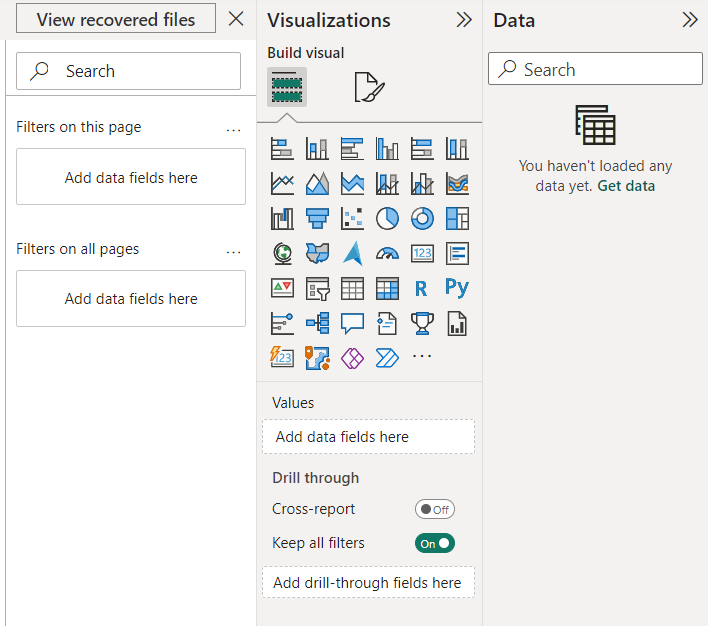 View recovered files
Search
Filters on this page
...
Add data fields here
Filters on all pages
...
Add data fields here
Visualizations
Build visual
123
R
Py
123
...
Values
Add data fields here
Drill through
Cross-report
Off
Keep all filters
On
Add drill-through fields here
Data
Search
You haven't loaded any
data yet. Get data